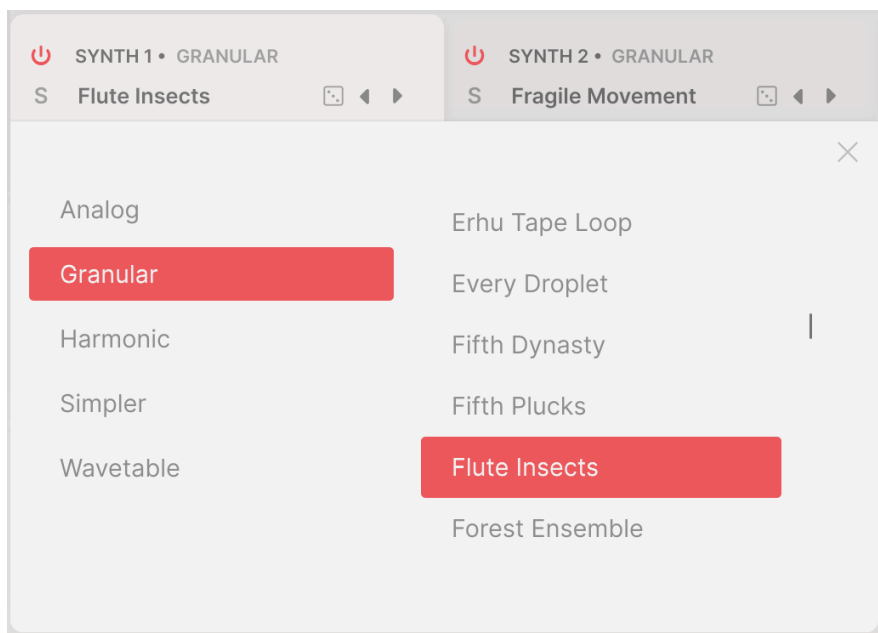 SYNTH 1 • GRANULAR
S Flute Insects
SYNTH 2 • GRANULAR
S Fragile Movement
Analog
Granular
Harmonic
Simpler
Wavetable
Erhu Tape Loop
Every Droplet
Fifth Dynasty
Fifth Plucks
Flute Insects
Forest Ensemble